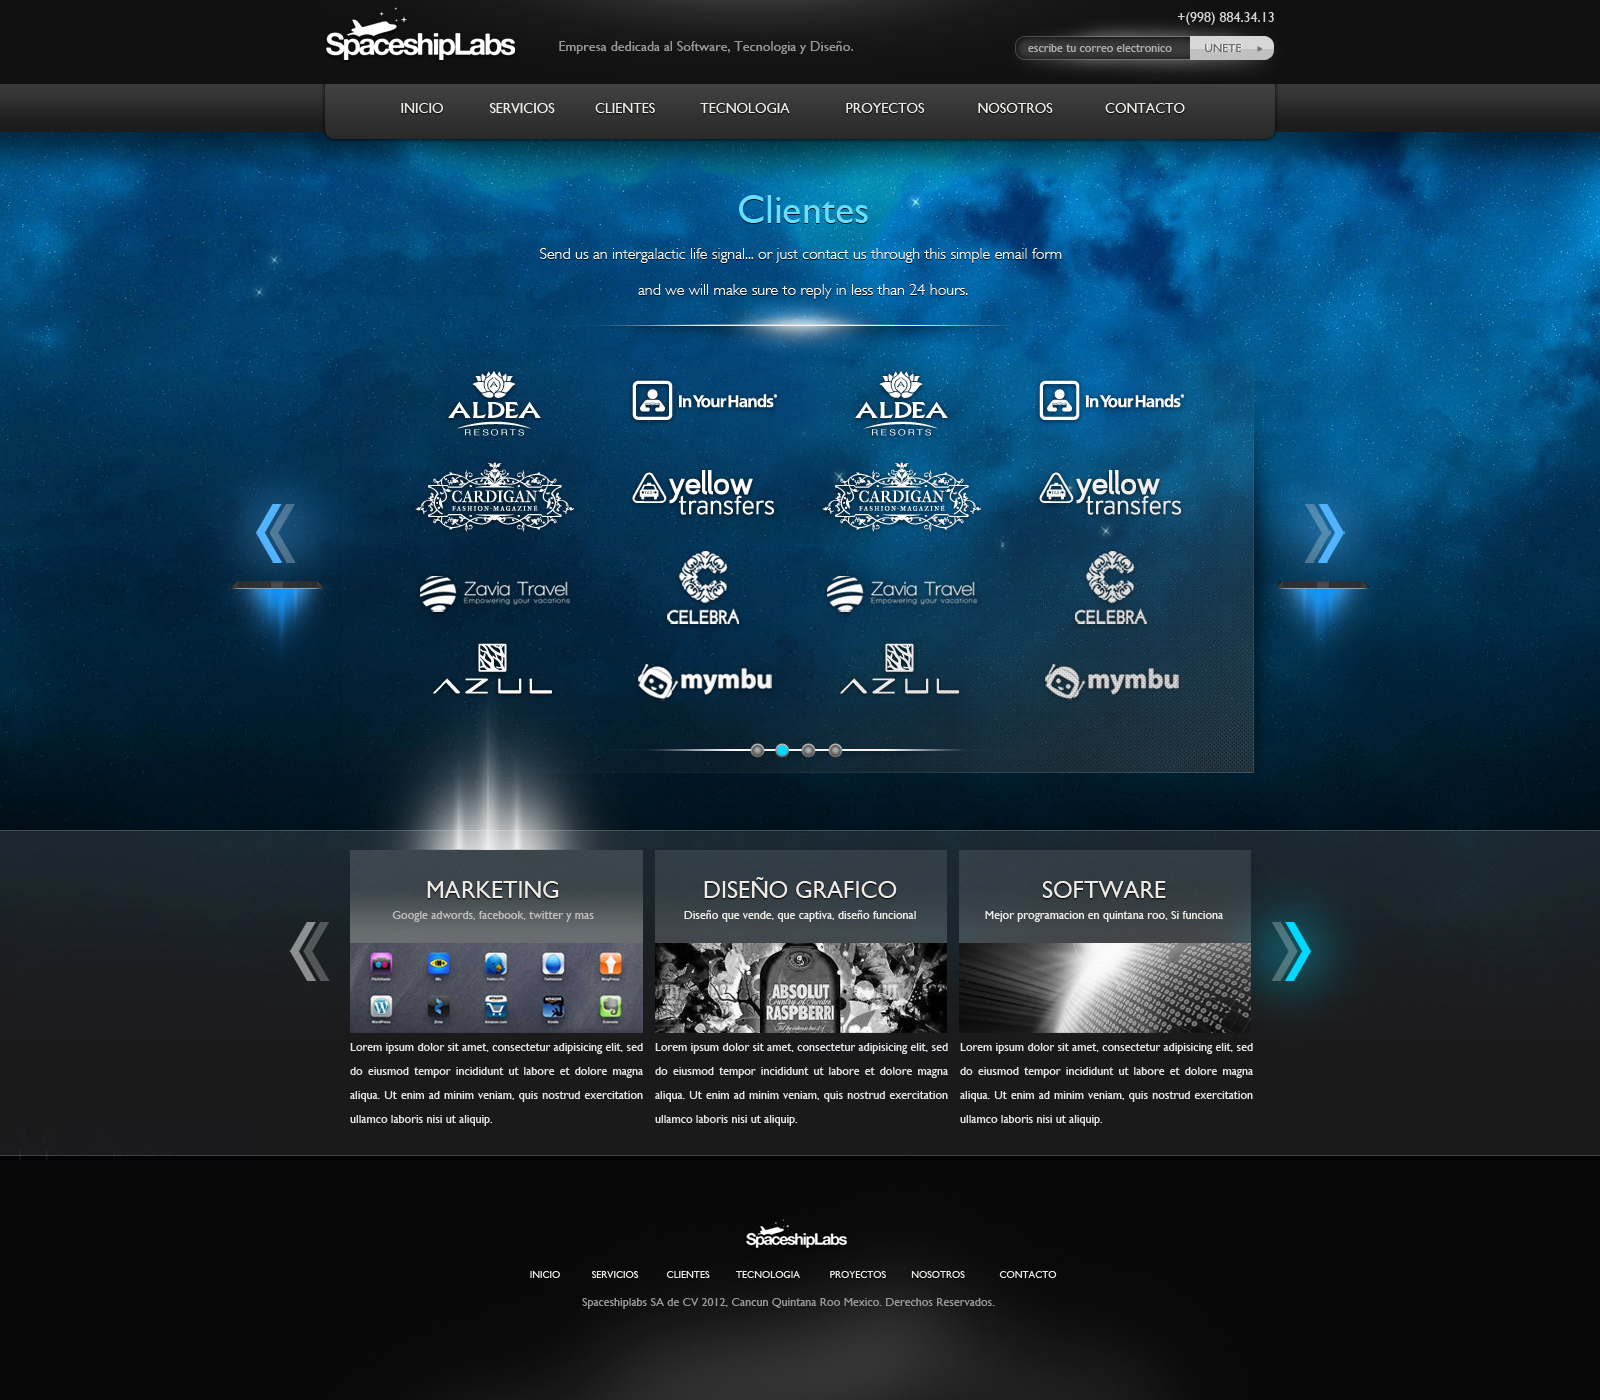 SpaceshipLabs
Empresa dedicada al Software, Tecnologia y Diseño.
+(998) 884.34.13
escribe tu correo electronico
UNETE
INICIO SERVICIOS CLIENTES TECNOLOGIA PROYECTOS NOSOTROS CONTACTO
Clientes
Send us an intergalactic life signal... or just contact us through this simple email form
and we will make sure to reply in less than 24 hours.
ALDEA
RESORTS
In Your Hands
ALDEA
RESORTS
In Your Hands
CARDIGAN
FASHION·MAGAZINE
yellow
transfers
CARDIGAN
FASHION·MAGAZINE
yellow
transfers
Zavia Travel
Empowering your vacations
CELEBRA
Zavia Travel
Empowering your vacations
CELEBRA
AZUL
mymbu
AZUL
mymbu
MARKETING
Google adwords, facebook, twitter y mas
WordPress
Amazon.com
Kindle
Evernote
Lorem ipsum dolor sit amet, consectetur adipisicing elit, sed
do eiusmod tempor incididunt ut labore et dolore magna
aliqua. Ut enim ad minim veniam, quis nostrud exercitation
ullamco laboris nisi ut aliquip.
DISEÑO GRAFICO
Diseño que vende, que captiva, diseño funcional
ABSOLUT
Country of Sweden
RASPBERRI
Lorem ipsum dolor sit amet, consectetur adipisicing elit, sed
do eiusmod tempor incididunt ut labore et dolore magna
aliqua. Ut enim ad minim veniam, quis nostrud exercitation
ullamco laboris nisi ut aliquip.
SOFTWARE
Mejor programacion en quintana roo, Si funciona
Lorem ipsum dolor sit amet, consectetur adipisicing elit, sed
do eiusmod tempor incididunt ut labore et dolore magna
aliqua. Ut enim ad minim veniam, quis nostrud exercitation
ullamco laboris nisi ut aliquip.
SpaceshipLabs
INICIO SERVICIOS CLIENTES TECNOLOGIA PROYECTOS NOSOTROS CONTACTO
Spaceshiplabs SA de CV 2012, Cancun Quintana Roo Mexico. Derechos Reservados.